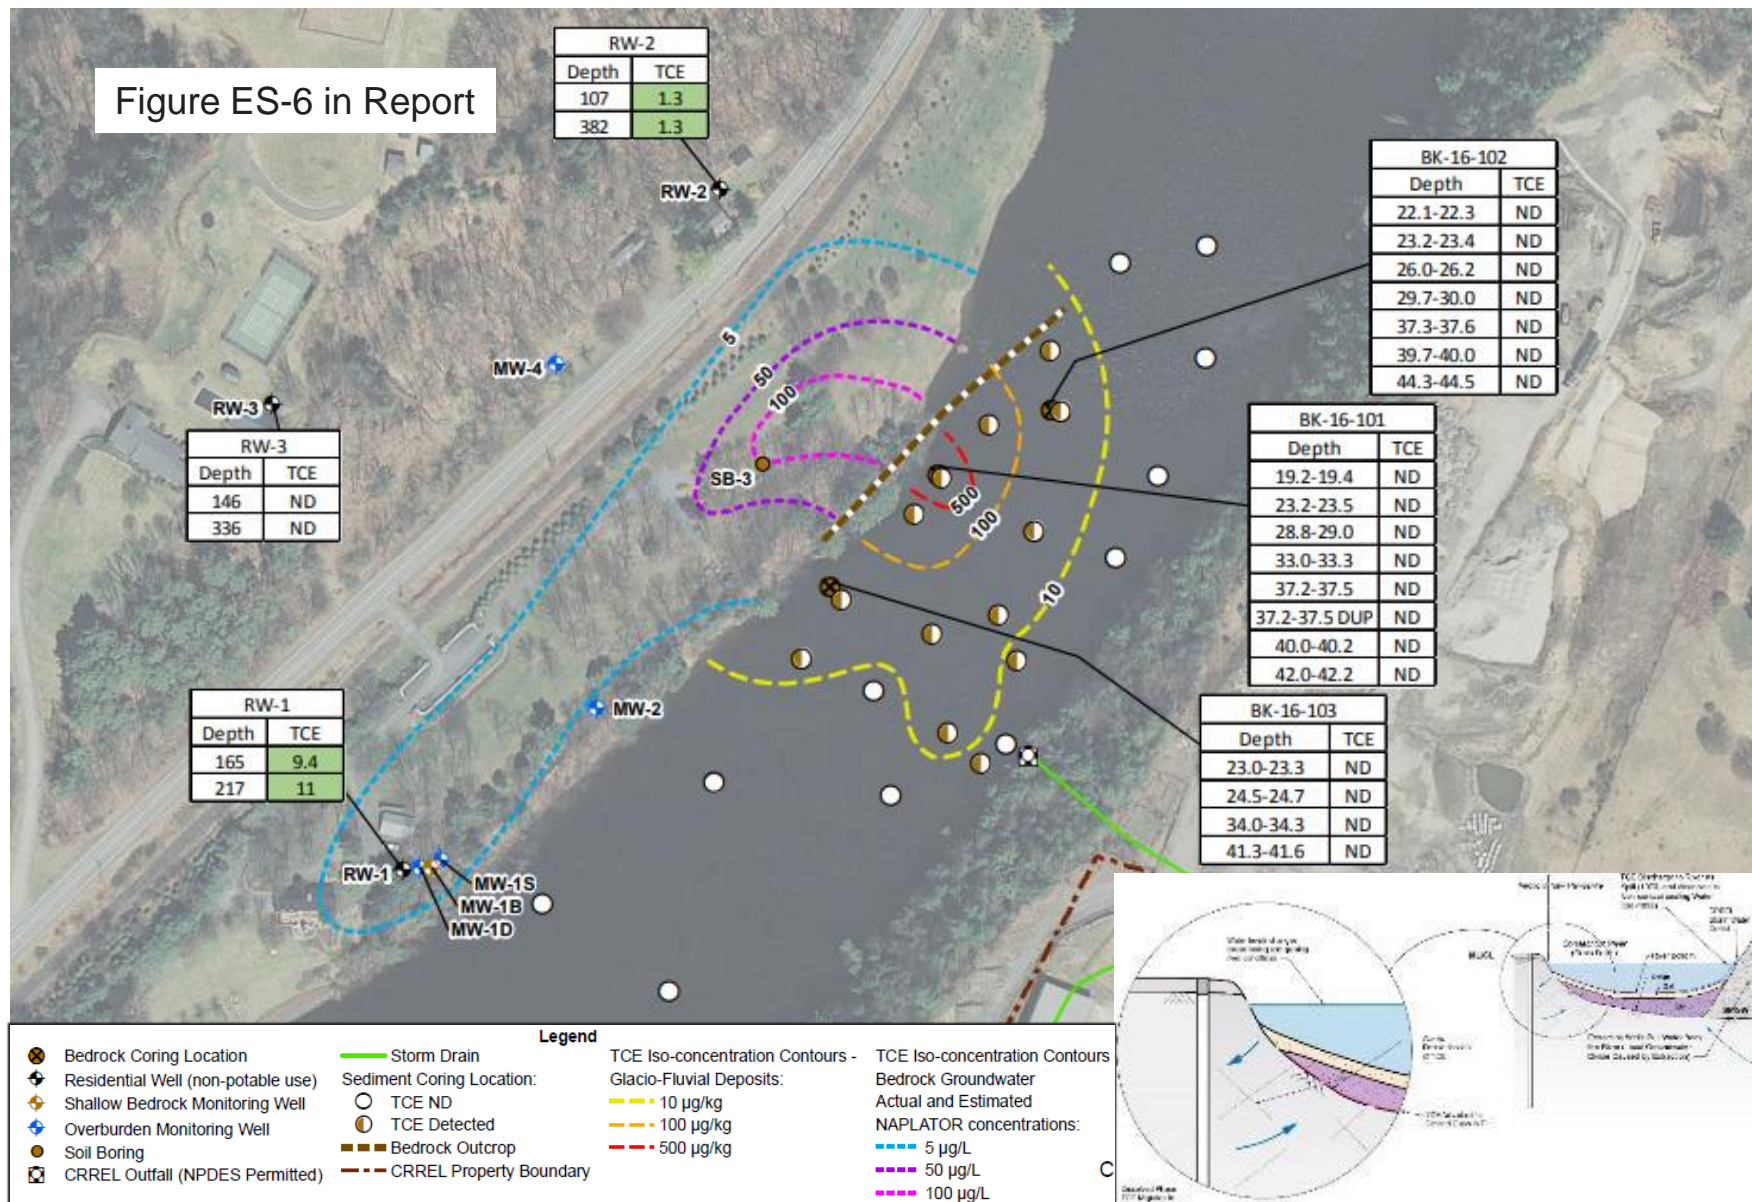 Figure ES-6 in Report
RW-2
Depth TCE
107 1.3
382 1.3
RW-2
BK-16-102
Depth TCE
22.1-22.3 ND
23.2-23.4 ND
26.0-26.2 ND
29.7-30.0 ND
37.3-37.6 ND
39.7-40.0 ND
44.3-44.5 ND
5
50
100
MW-4
RW-3
RW-3
Depth TCE
146 ND
336 ND
SB-3
500
100
10
BK-16-101
Depth TCE
19.2-19.4 ND
23.2-23.5 ND
28.8-29.0 ND
33.0-33.3 ND
37.2-37.5 ND
37.2-37.5 DUP ND
40.0-40.2 ND
42.0-42.2 ND
MW-2
RW-1
Depth TCE
165 9.4
217 11
BK-16-103
Depth TCE
23.0-23.3 ND
24.5-24.7 ND
34.0-34.3 ND
41.3-41.6 ND
RW-1
MW-1S
MW-1B
MW-1D
Legend
Bedrock Coring Location
Residential Well (non-potable use)
Shallow Bedrock Monitoring Well
Overburden Monitoring Well
Soil Boring
CRREL Outfall (NPDES Permitted)
Storm Drain
Sediment Coring Location:
TCE ND
TCE Detected
Bedrock Outcrop
CRREL Property Boundary
TCE Iso-concentration Contours -
Glacio-Fluvial Deposits:
10 µg/kg
100 µg/kg
500 µg/kg
TCE Iso-concentration Contours
Bedrock Groundwater
Actual and Estimated
NAPLATOR concentrations:
5 µg/L
50 µg/L
100 µg/L
C